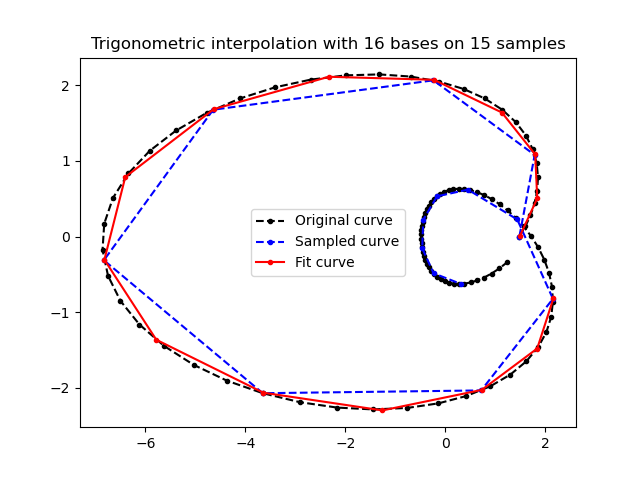 Trigonometric interpolation with 16 bases on 15 samples
2
1
0
−1
−2
Original curve
Sampled curve
Fit curve
−6 −4 −2 0 2